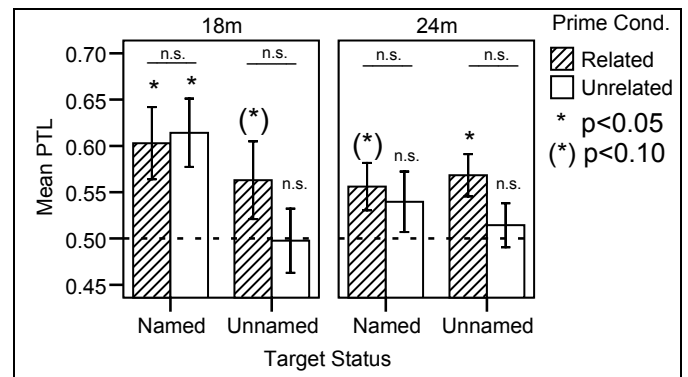 18m 24m Prime Cond.
n.s. n.s. n.s. n.s. Related
Unrelated
0.70
0.65
0.60
0.55
0.50
0.45
Mean PTL
* * (*) n.s. (*) n.s. * n.s.
* p<0.05
(*) p<0.10
Named Unnamed Named Unnamed
Target Status